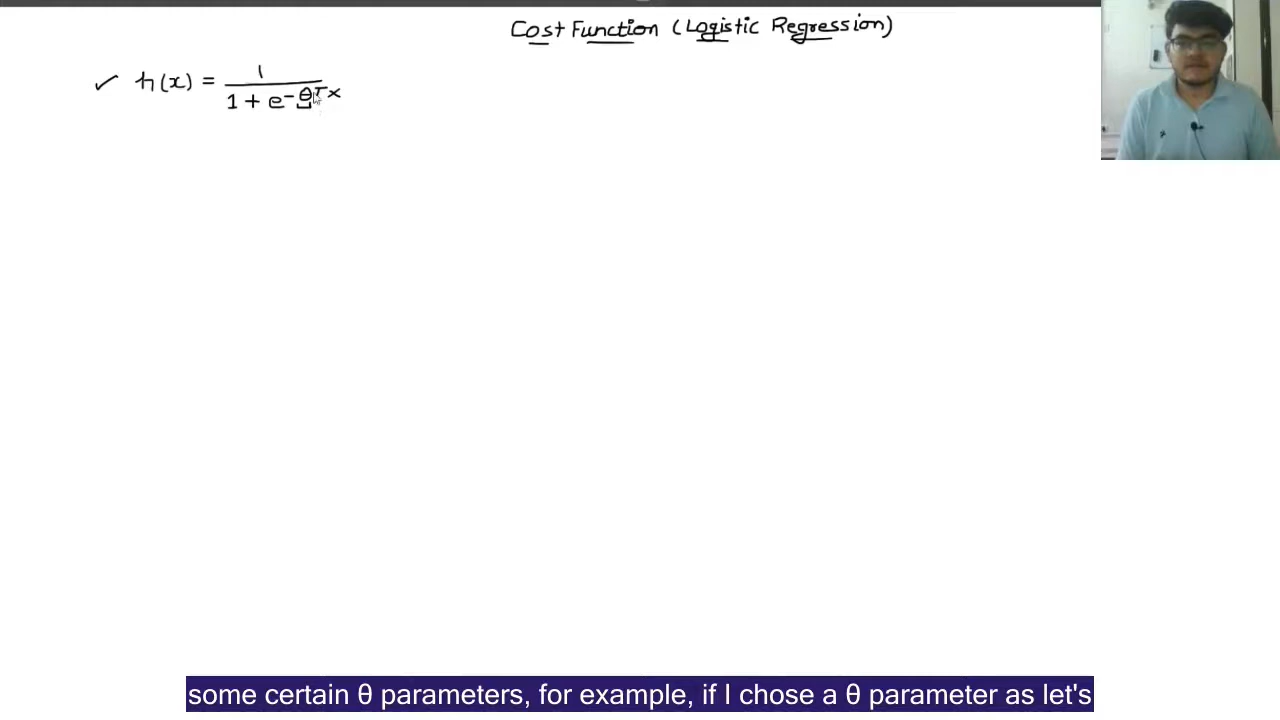 Cost Function (Logistic Regression)
✓ h(x) = 1 / (1 + e^-θ^T x)
some certain θ parameters, for example, if I chose a θ parameter as let's